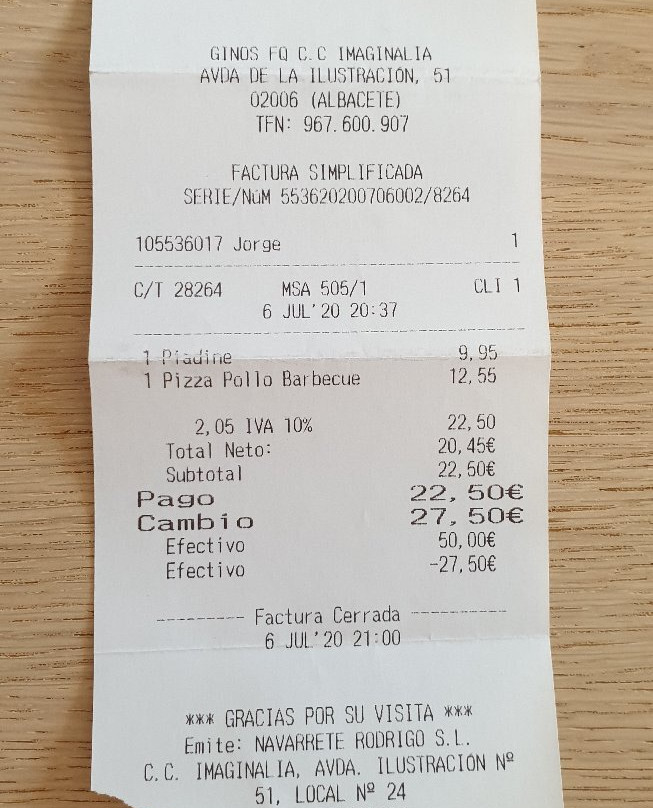 GINOS FQ C.C IMAGINALIA
AVDA DE LA ILUSTRACIÓN, 51
02006 (ALBACETE)
TFN: 967.600.907
FACTURA SIMPLIFICADA
SERIE/NúM 553620200706002/8264
105536017 Jorge 1
C/T 28264 MSA 505/1 CLI 1
6 JUL'20 20:37
1 Piadine 9,95
1 Pizza Pollo Barbecue 12,55
2,05 IVA 10% 22,50
Total Neto: 20,45€
Subtotal 22,50€
Pago 22,50€
Cambio 27,50€
Efectivo 50,00€
Efectivo -27,50€
---------- Factura Cerrada -----------
6 JUL'20 21:00
*** GRACIAS POR SU VISITA ***
Emite: NAVARRETE RODRIGO S.L.
C.C. IMAGINALIA, AVDA. ILUSTRACIÓN Nº
51, LOCAL Nº 24